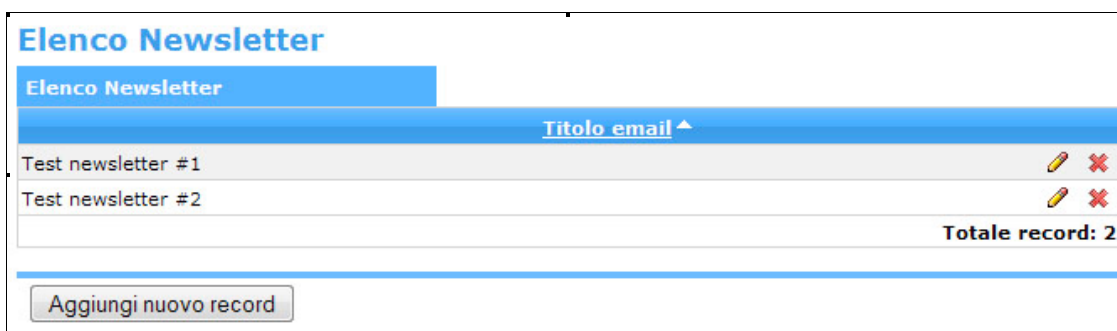 Elenco Newsletter
Elenco Newsletter
Titolo email
Test newsletter #1
Test newsletter #2
Totale record: 2
Aggiungi nuovo record